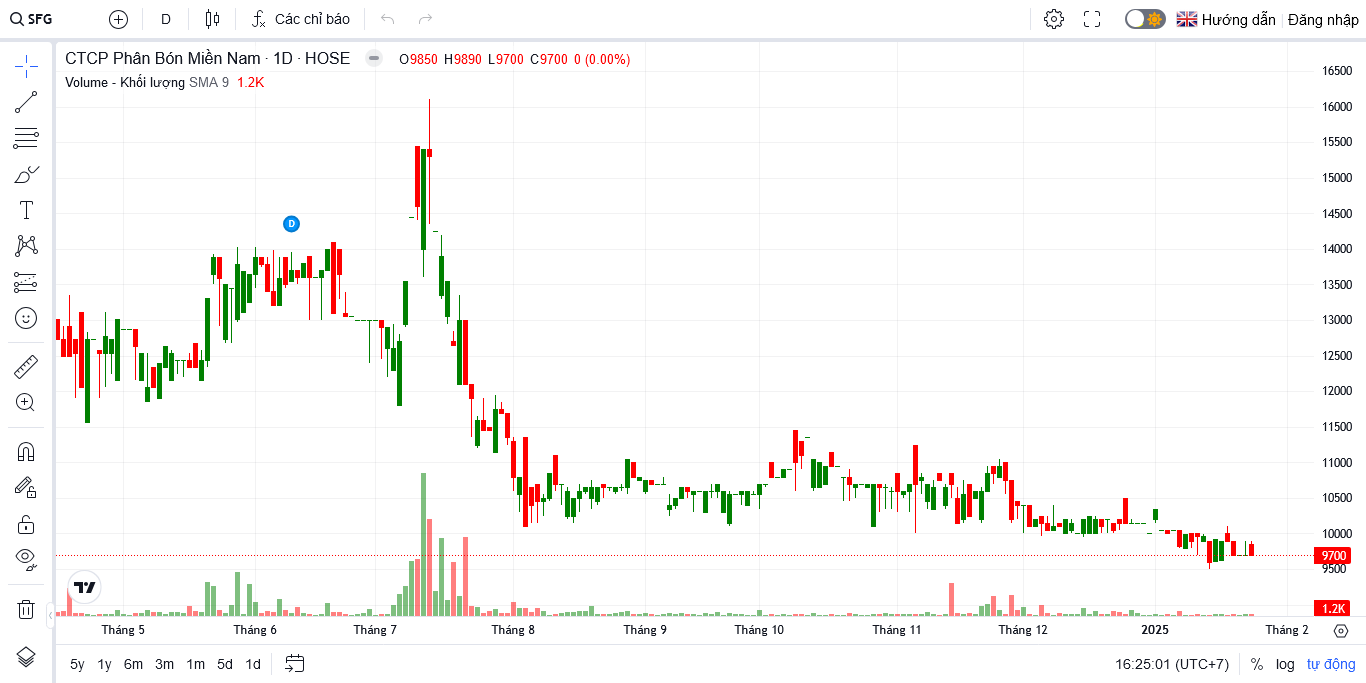 SFG D Các chỉ báo Hướng dẫn Đăng nhập
CTCP Phân Bón Miền Nam · 1D · HOSE O9850 H9890 L9700 C9700 0 (0.00%)
Volume - Khối lượng SMA 9 1.2K
D
16500
16000
15500
15000
14500
14000
13500
13000
12500
12000
11500
11000
10500
10000
9700
9500
1.2K
Tháng 5 Tháng 6 Tháng 7 Tháng 8 Tháng 9 Tháng 10 Tháng 11 Tháng 12 2025 Tháng 2
5y 1y 6m 3m 1m 5d 1d 16:25:01 (UTC+7) % log tự động